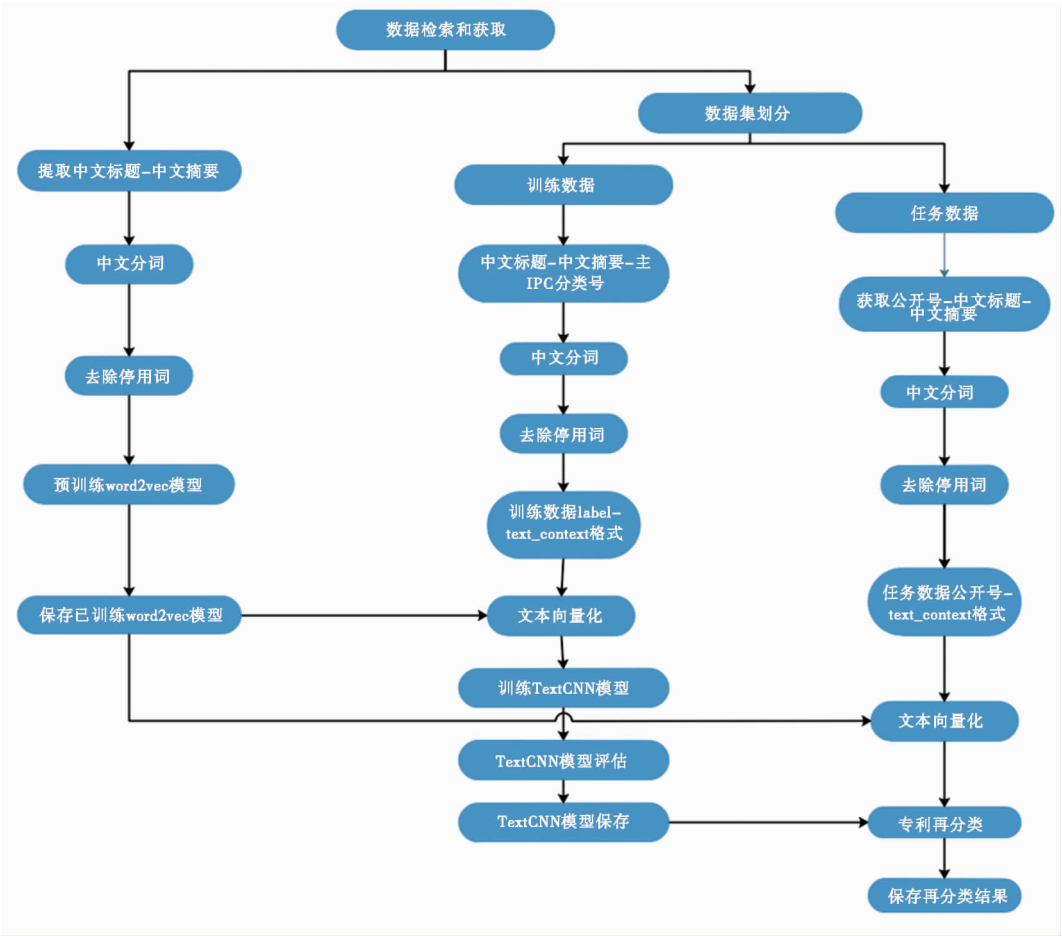 数据检索和获取
数据集划分
提取中文标题-中文摘要
中文分词
去除停用词
预训练word2vec模型
保存已训练word2vec模型
训练数据
中文标题-中文摘要-主
IPC分类号
中文分词
去除停用词
训练数据label-
text_context格式
文本向量化
训练TextCNN模型
TextCNN模型评估
TextCNN模型保存
任务数据
获取公开号-中文标题-
中文摘要
中文分词
去除停用词
任务数据公开号-
text_context格式
文本向量化
专利再分类
保存再分类结果